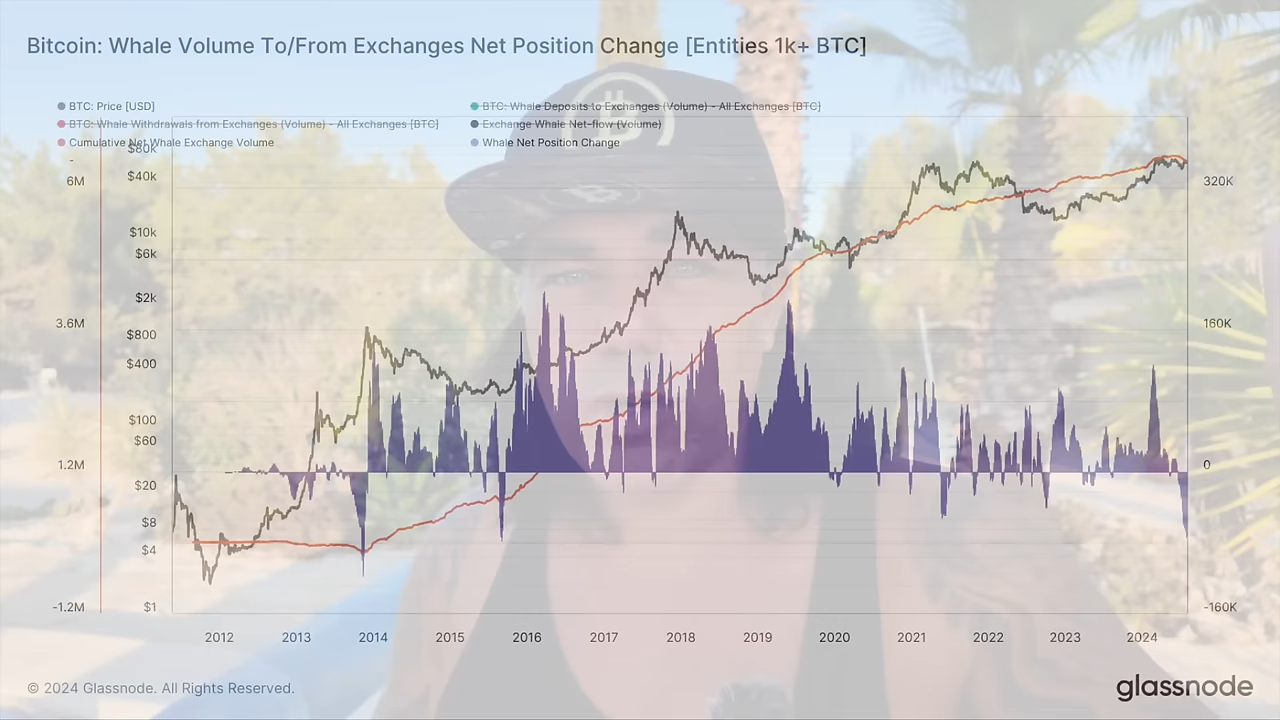 Bitcoin: Whale Volume To/From Exchanges Net Position Change [Entities 1k+ BTC]
BTC: Price [USD]
BTC: Whale Deposits to Exchanges (Volume) - All Exchanges [BTC]
BTC: Whale Withdrawals from Exchanges (Volume) - All Exchanges [BTC]
Exchange Whale Net-flow (Volume)
Cumulative Net Whale Exchange Volume
Whale Net Position Change
-
$80k
6M
$40k
320K
$10k
$6k
$2k
3.6M
160K
$800
$400
$100
$60
1.2M
0
$20
$8
$4
-1.2M
$1
-160K
2012 2013 2014 2015 2016 2017 2018 2019 2020 2021 2022 2023 2024
© 2024 Glassnode. All Rights Reserved.
glassnode